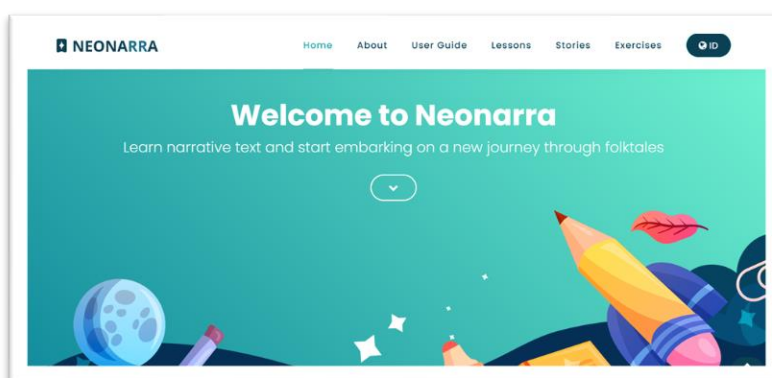 NEONARRA
Home About User Guide Lessons Stories Exercises ID
Welcome to Neonarra
Learn narrative text and start embarking on a new journey through folktales